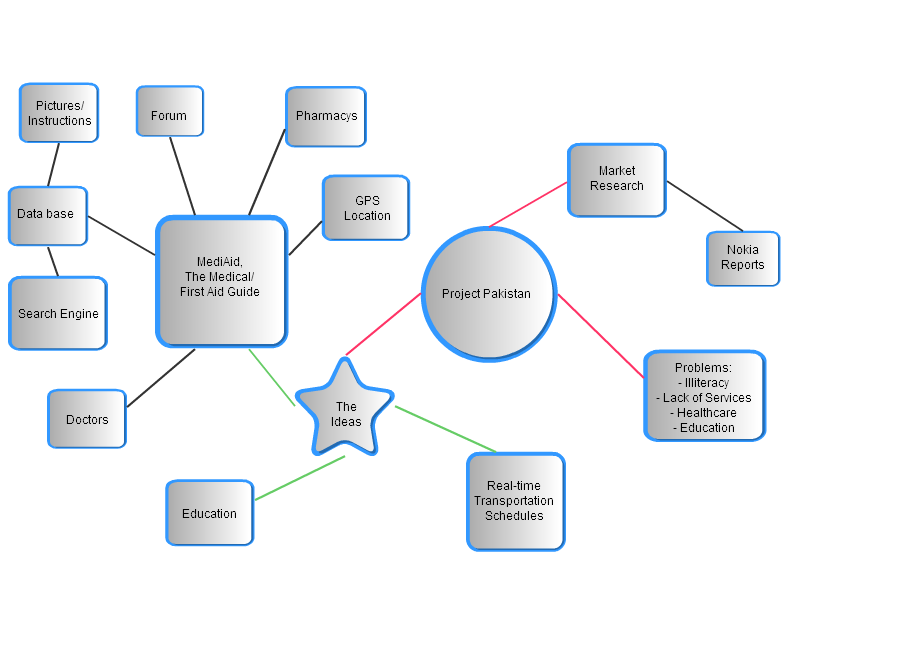 Pictures/
Instructions
Forum
Pharmacys
Market
Research
Data base
GPS
Location
Nokia
Reports
MediAid,
The Medical/
First Aid Guide
Project Pakistan
Search Engine
Problems:
- Illiteracy
- Lack of Services
- Healthcare
- Education
The
Ideas
Doctors
Real-time
Transportation
Schedules
Education